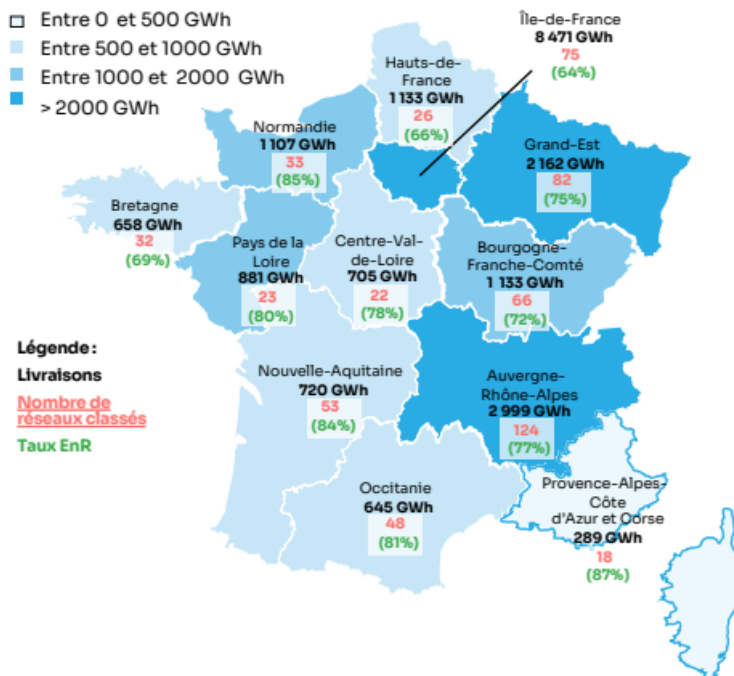 Entre 0 et 500 GWh
Entre 500 et 1000 GWh
Entre 1000 et 2000 GWh
> 2000 GWh
Île-de-France
8 471 GWh
75
(64%)
Hauts-de-
France
1 133 GWh
26
(66%)
Normandie
1 107 GWh
33
(85%)
Grand-Est
2 162 GWh
82
(75%)
Bretagne
658 GWh
32
(69%)
Pays de la
Loire
881 GWh
23
(80%)
Centre-Val-
de-Loire
705 GWh
22
(78%)
Bourgogne-
Franche-Comté
1 133 GWh
66
(72%)
Légende :
Livraisons
Nombre de
réseaux classés
Taux EnR
Nouvelle-Aquitaine
720 GWh
53
(84%)
Auvergne-
Rhône-Alpes
2 999 GWh
124
(77%)
Occitanie
645 GWh
48
(81%)
Provence-Alpes-
Côte
d'Azur et Corse
289 GWh
18
(87%)